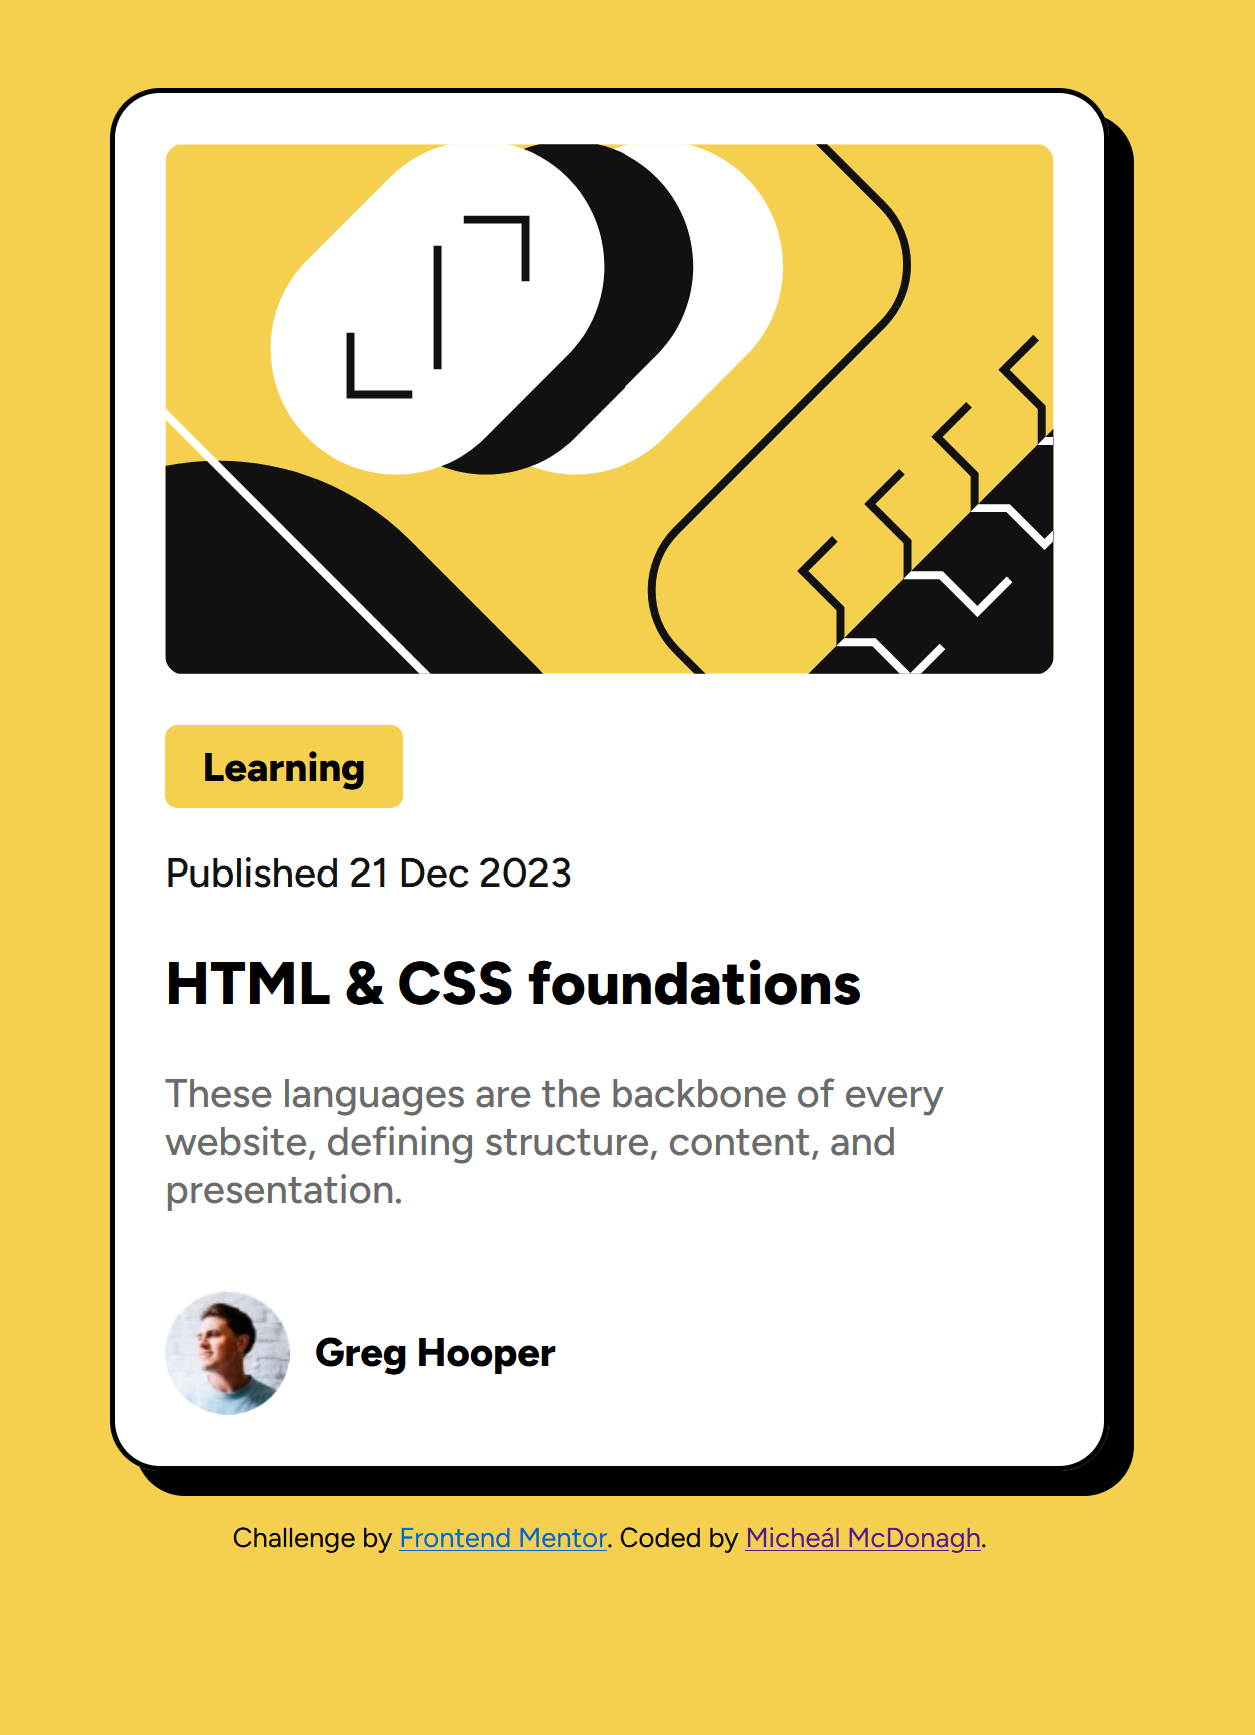 Learning
Published 21 Dec 2023
HTML & CSS foundations
These languages are the backbone of every
website, defining structure, content, and
presentation.
Greg Hooper
Challenge by Frontend Mentor. Coded by Micheál McDonagh.